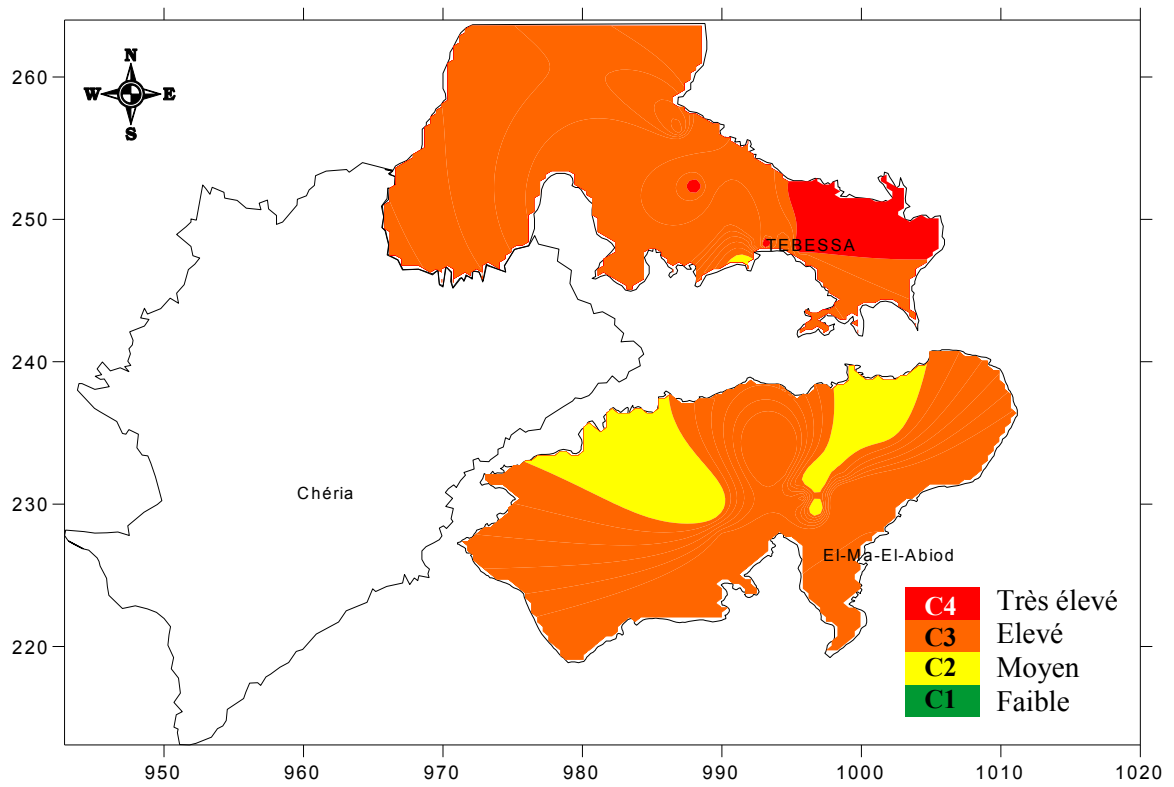 260
250
240
230
220
N
W E
S
TEBESSA
Chéria
El-Ma-El-Abiod
C4 Très élevé
C3 Elevé
C2 Moyen
C1 Faible
950 960 970 980 990 1000 1010 1020